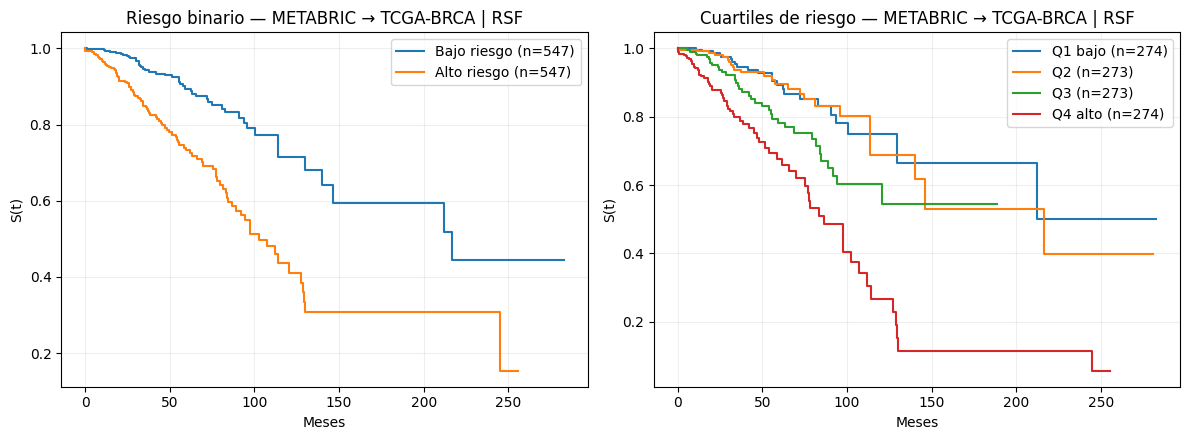 Riesgo binario — METABRIC → TCGA-BRCA | RSF
Bajo riesgo (n=547)
Alto riesgo (n=547)
S(t)
1.0
0.8
0.6
0.4
0.2
0 50 100 150 200 250
Meses
Cuartiles de riesgo — METABRIC → TCGA-BRCA | RSF
Q1 bajo (n=274)
Q2 (n=273)
Q3 (n=273)
Q4 alto (n=274)
S(t)
1.0
0.8
0.6
0.4
0.2
0 50 100 150 200 250
Meses